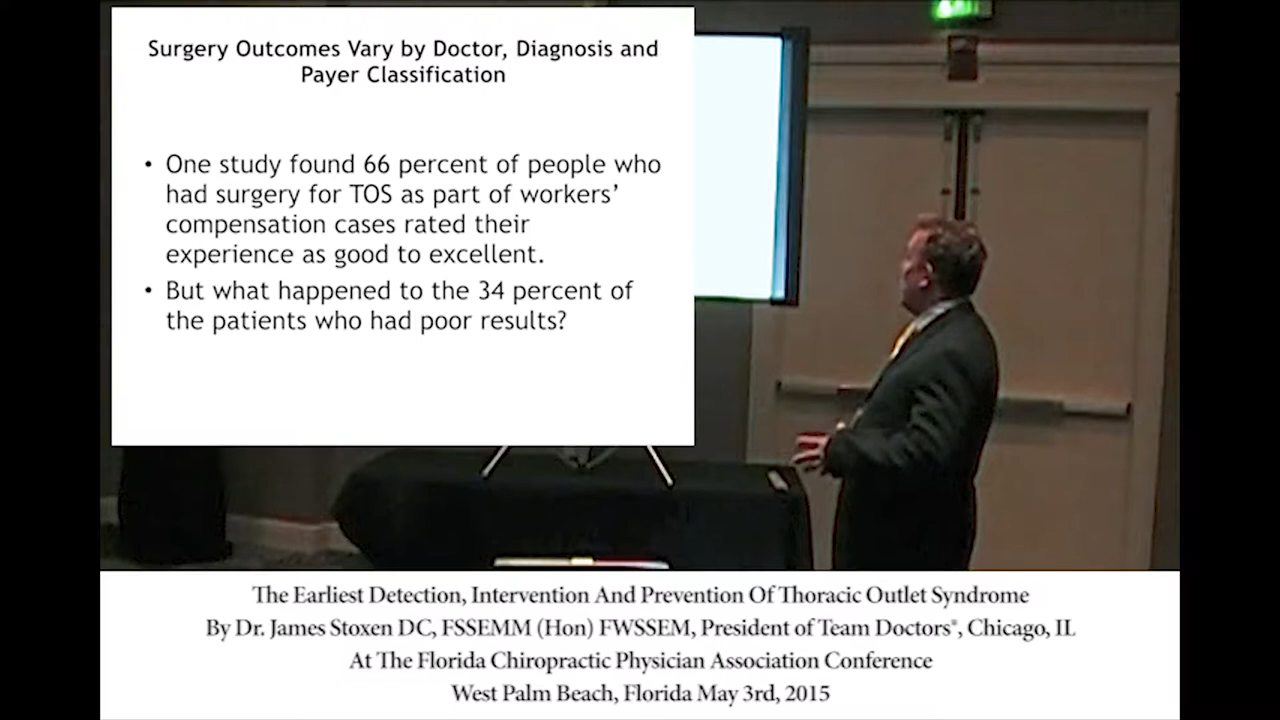 Surgery Outcomes Vary by Doctor, Diagnosis and
Payer Classification
• One study found 66 percent of people who
had surgery for TOS as part of workers’
compensation cases rated their
experience as good to excellent.
• But what happened to the 34 percent of
the patients who had poor results?
The Earliest Detection, Intervention And Prevention Of Thoracic Outlet Syndrome
By Dr. James Stoxen DC, FSSEMM (Hon) FWSSEM, President of Team Doctors®, Chicago, IL
At The Florida Chiropractic Physician Association Conference
West Palm Beach, Florida May 3rd, 2015